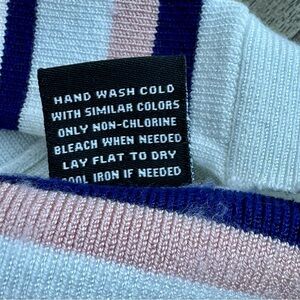 HAND WASH COLD
WITH SIMILAR COLORS
ONLY NON-CHLORINE
BLEACH WHEN NEEDED
LAY FLAT TO DRY
COOL IRON IF NEEDED